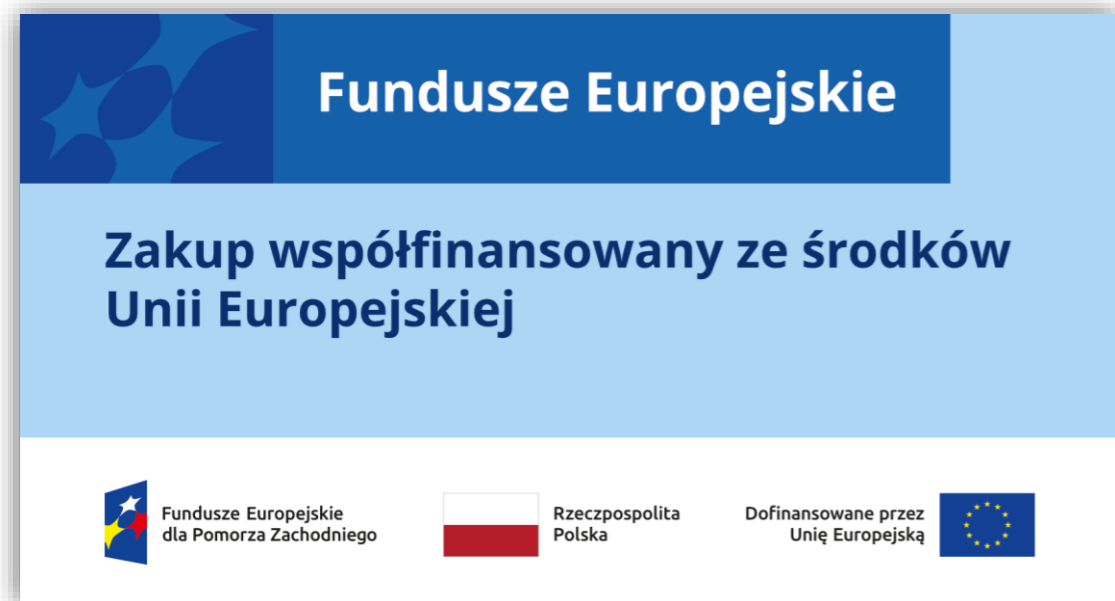 Fundusze Europejskie
Zakup współfinansowany ze środków
Unii Europejskiej
Fundusze Europejskie
dla Pomorza Zachodniego
Rzeczpospolita
Polska
Dofinansowane przez
Unię Europejską